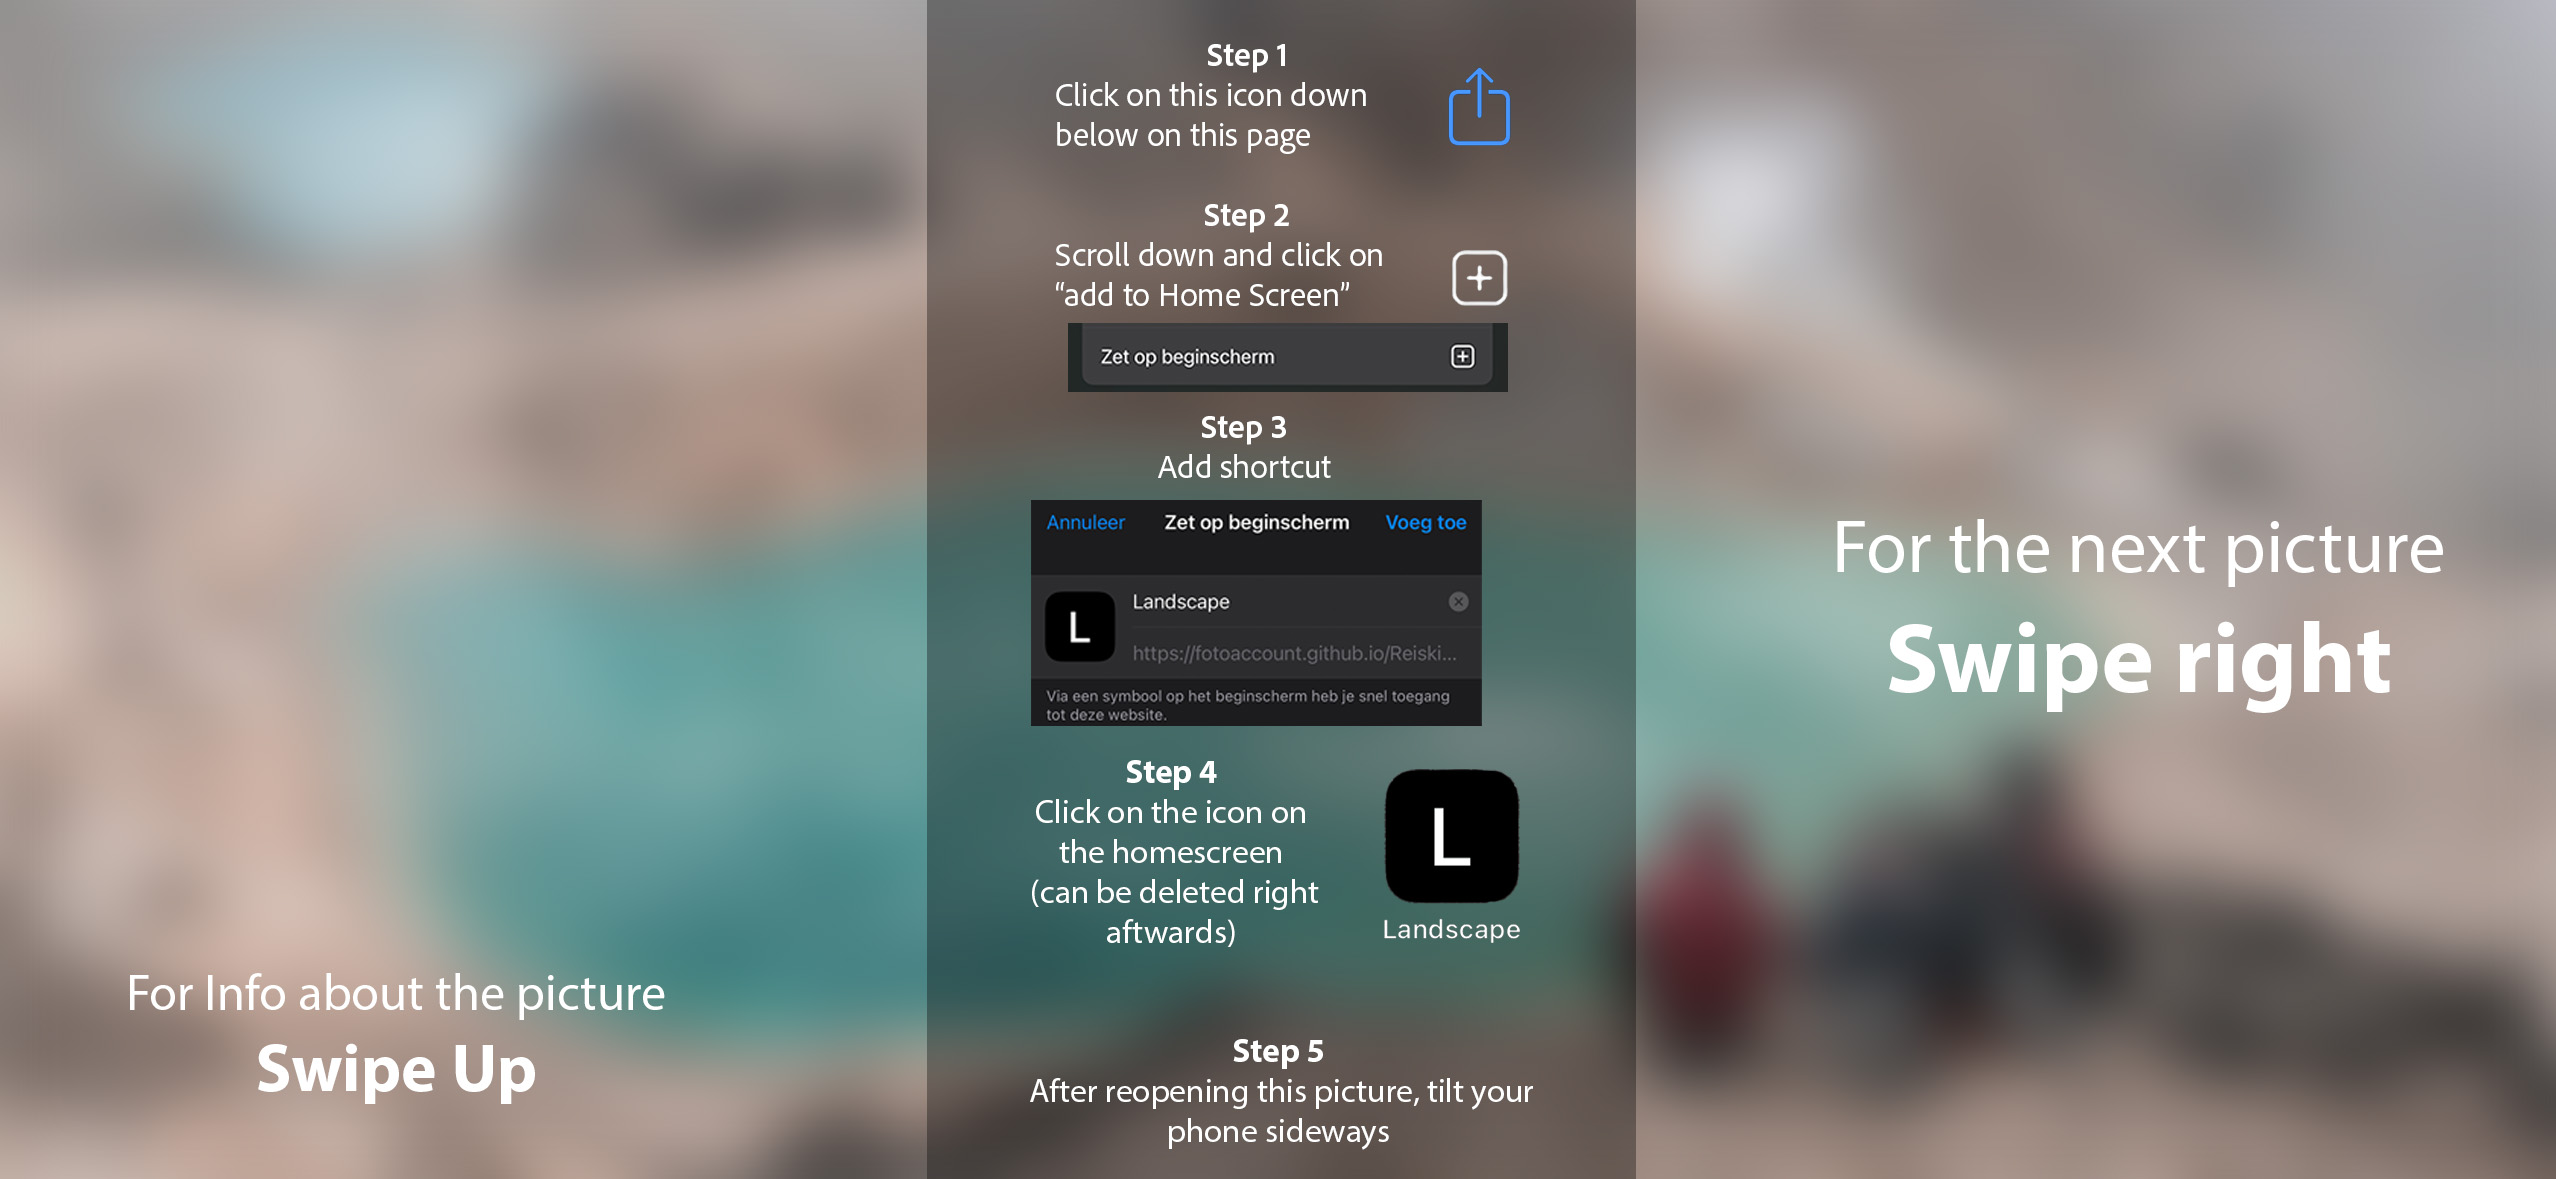 Step 1
Click on this icon down
below on this page
Step 2
Scroll down and click on
“add to Home Screen”
Zet op beginscherm
Step 3
Add shortcut
Annuleer Zet op beginscherm Voeg toe
L
Landscape
https://fotoaccount.github.io/Reiski...
Via een symbool op het beginscherm heb je snel toegang
tot deze website.
Step 4
Click on the icon on
the homescreen
(can be deleted right
aftwards)
L
Landscape
Step 5
After reopening this picture, tilt your
phone sideways
For Info about the picture
Swipe Up
For the next picture
Swipe right